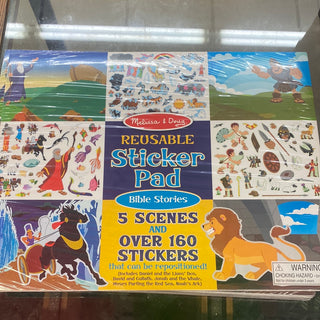 Melissa & Doug
REUSABLE
Sticker
Pad
Bible Stories
5 SCENES
AND
OVER 160
STICKERS
that can be repositioned!
(Includes Daniel and the Lions' Den,
David and Goliath, Jonah and the Whale,
Moses Parting the Red Sea, Noah's Ark)
WARNING:
CHOKING HAZARD